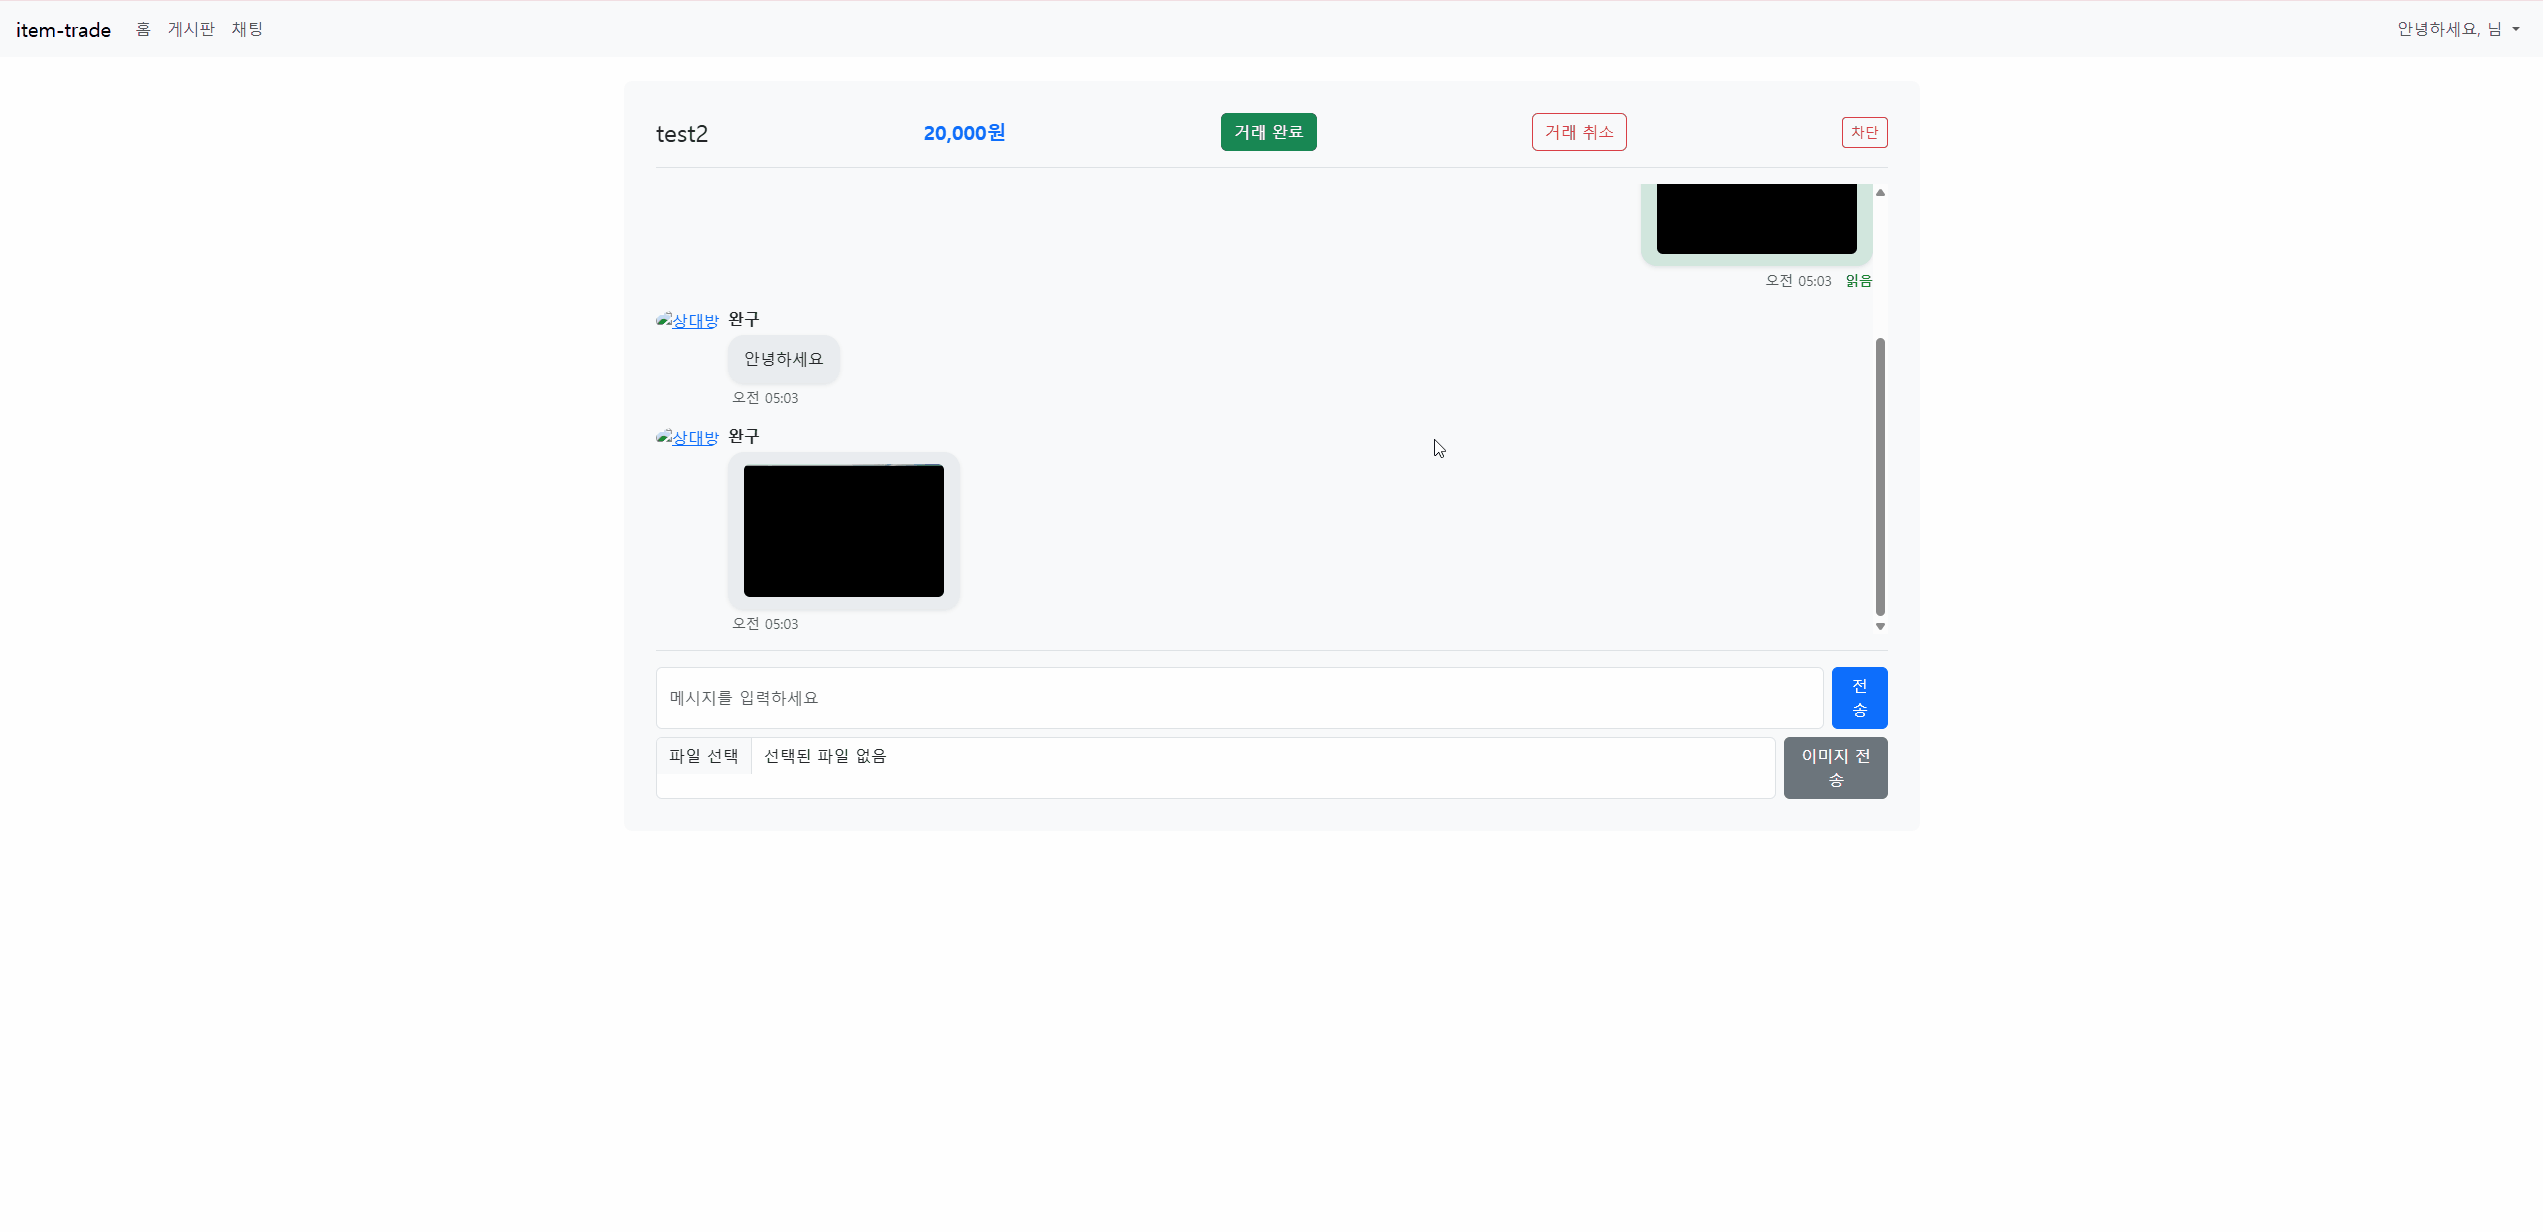 item-trade 홈 게시판 채팅 안녕하세요, 님
test2 20,000원 거래 완료 거래 취소 차단
오전 05:03 읽음
상대방 완구
안녕하세요
오전 05:03
상대방 완구
오전 05:03
메시지를 입력하세요
전
송
파일 선택 선택된 파일 없음
이미지 전
송